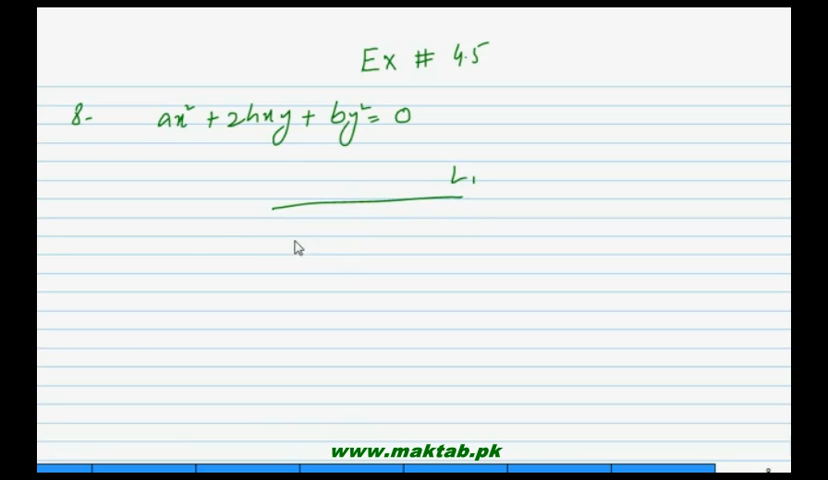 Ex # 4.5
8- ax² + 2hxy + by² = 0
L₁
www.maktab.pk